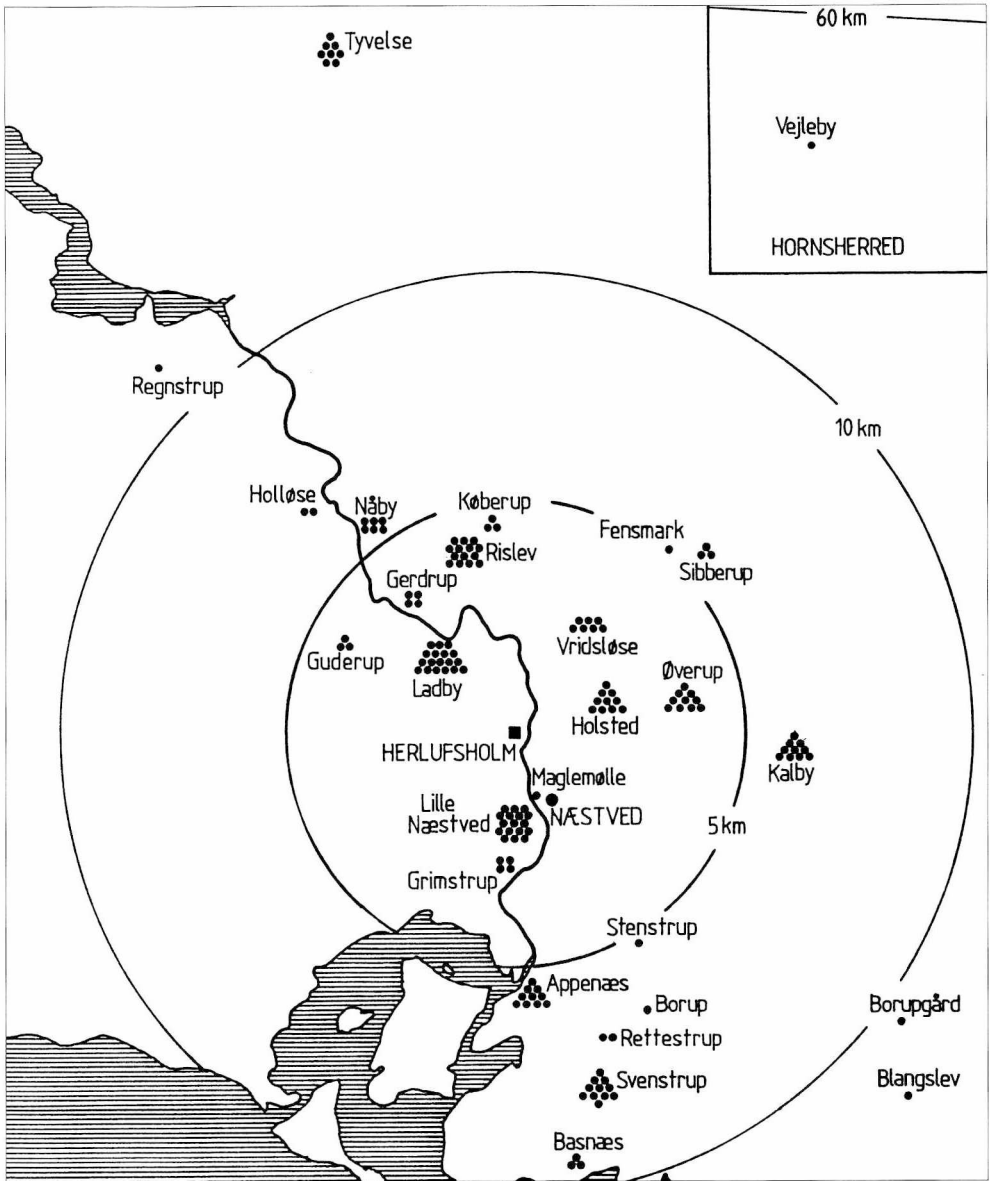 60 km
Tyvelse
Vejleby
HORNSHERRED
Regnstrup
10 km
Holløse
Nåby
Køberup
Fensmark
Rislev
Sibberup
Gerdrup
Vridsløse
Guderup
Øverup
Ladby
Holsted
HERLUFSHOLM
Kalby
Maglemølle
Lille
Næstved
NÆSTVED
5 km
Grimstrup
Stenstrup
Appenæs
Borup
Borupgård
Rettestrup
Svenstrup
Blangslev
Basnæs